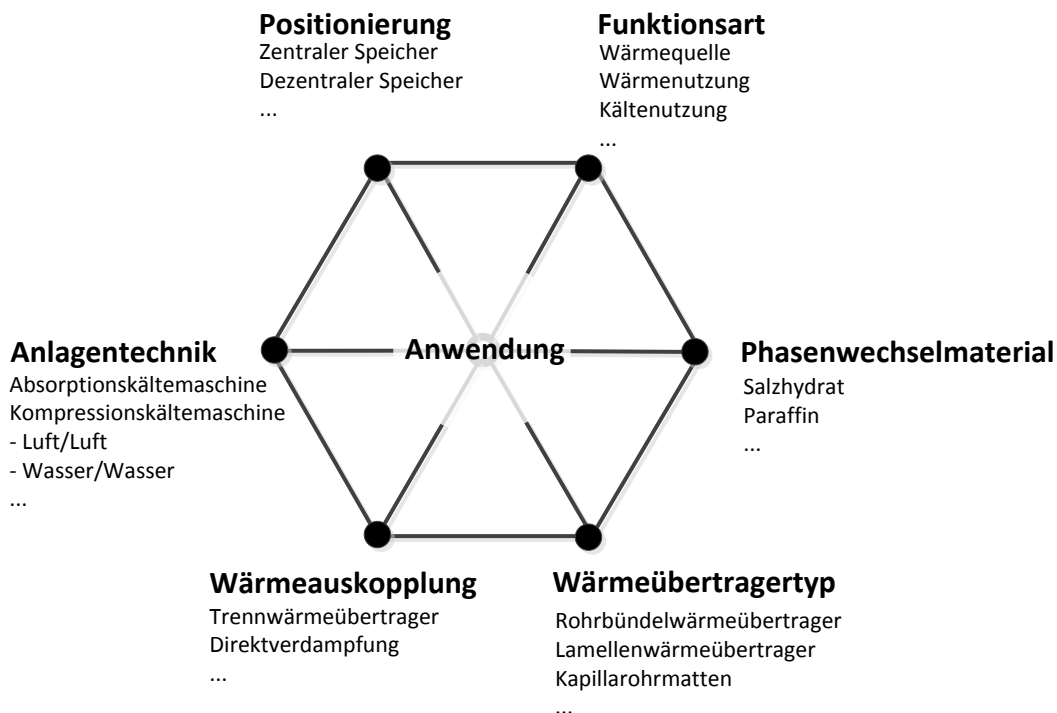 Positionierung
Zentraler Speicher
Dezentraler Speicher
...
Funktionsart
Wärmequelle
Wärmenutzung
Kältenutzung
...
Anlagentechnik
Absorptionskältemaschine
Kompressionskältemaschine
- Luft/Luft
- Wasser/Wasser
...
Anwendung
Phasenwechselmaterial
Salzhydrat
Paraffin
...
Wärmeauskopplung
Trennwärmeübertrager
Direktverdampfung
...
Wärmeübertragertyp
Rohrbündelwärmeübertrager
Lamellenwärmeübertrager
Kapillarohrmatten
...